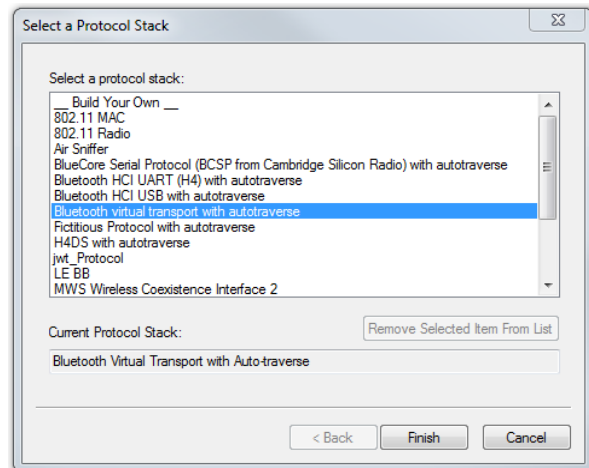 Select a Protocol Stack
Select a protocol stack:
__ Build Your Own __
802.11 MAC
802.11 Radio
Air Sniffer
BlueCore Serial Protocol (BCSP from Cambridge Silicon Radio) with autotraverse
Bluetooth HCI UART (H4) with autotraverse
Bluetooth HCI USB with autotraverse
Bluetooth virtual transport with autotraverse
Fictitious Protocol with autotraverse
H4DS with autotraverse
jwt_Protocol
LE BB
MWS Wireless Coexistence Interface 2
Current Protocol Stack:
Remove Selected Item From List
Bluetooth Virtual Transport with Auto-traverse
< Back
Finish
Cancel